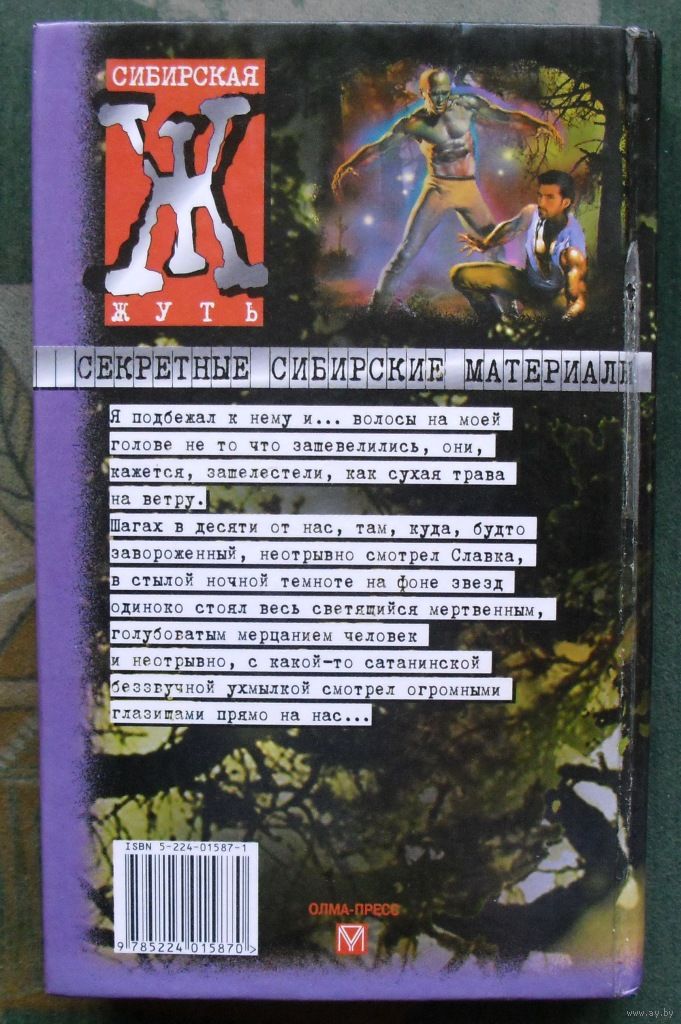 СИБИРСКАЯ
Ж
ЖУТЬ
СЕКРЕТНЫЕ СИБИРСКИЕ МАТЕРИАЛЫ
Я подбежал к нему и... волосы на моей
голове не то что зашевелились, они,
кажется, зашелестели, как сухая трава
на ветру.
Шагах в десяти от нас, там, куда, будто
завороженный, неотрывно смотрел Славка,
в стылой ночной темноте на фоне звезд
одиноко стоял весь светящийся мертвенным,
голубоватым мерцанием человек
и неотрывно, с какой-то сатанинской
беззвучной ухмылкой смотрел огромными
глазищами прямо на нас...
ISBN 5-224-01587-1
9 785224 015870 >
ОЛМА-ПРЕСС
www.ay.by